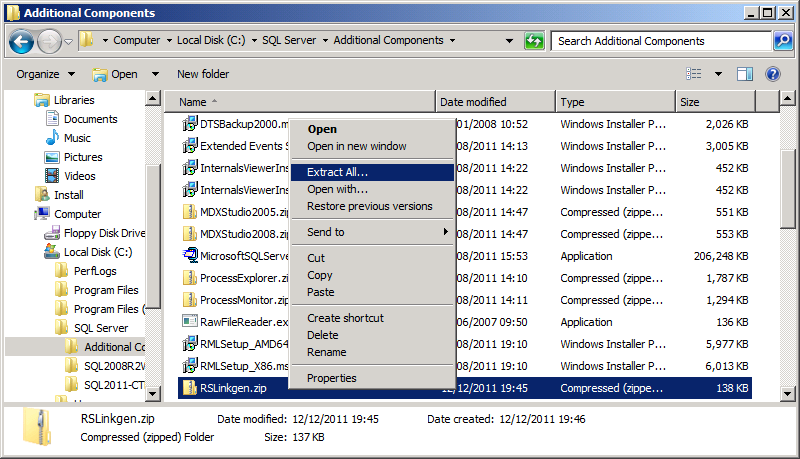 Additional Components
Computer Local Disk (C:) SQL Server Additional Components
Search Additional Components
Organize Open New folder
Libraries
Documents
Music
Pictures
Videos
Install
Computer
Floppy Disk Drive
Local Disk (C:)
PerfLogs
Program Files
Program Files (
SQL Server
Additional Co
SQL2008R2W
SQL2011-CT
Name Date modified Type Size
DTSBackup2000.m 01/2008 10:52 Windows Installer P... 2,026 KB
Extended Events S 08/2011 14:13 Windows Installer P... 3,005 KB
InternalsViewerIns 08/2011 14:22 Windows Installer P... 452 KB
InternalsViewerIns 08/2011 14:22 Windows Installer P... 452 KB
MDXStudio2005.zip 08/2011 14:47 Compressed (zippe... 551 KB
MDXStudio2008.zip 08/2011 14:47 Compressed (zippe... 553 KB
MicrosoftSQLServe 08/2011 15:53 Application 206,248 KB
ProcessExplorer.zip 08/2011 14:10 Compressed (zippe... 1,787 KB
ProcessMonitor.zip 08/2011 14:11 Compressed (zippe... 1,294 KB
RawFileReader.ex 06/2007 09:50 Application 136 KB
RMLSetup_AMD64 08/2011 14:20 Windows Installer P... 5,977 KB
RMLSetup_X86.ms 08/2011 14:20 Windows Installer P... 6,013 KB
RSLinkgen.zip 12/12/2011 19:45 Compressed (zippe... 138 KB
Open
Open in new window
Extract All...
Open with...
Restore previous versions
Send to
Cut
Copy
Paste
Create shortcut
Delete
Rename
Properties
RSLinkgen.zip Date modified: 12/12/2011 19:45 Date created: 12/12/2011 19:46
Compressed (zipped) Folder Size: 137 KB